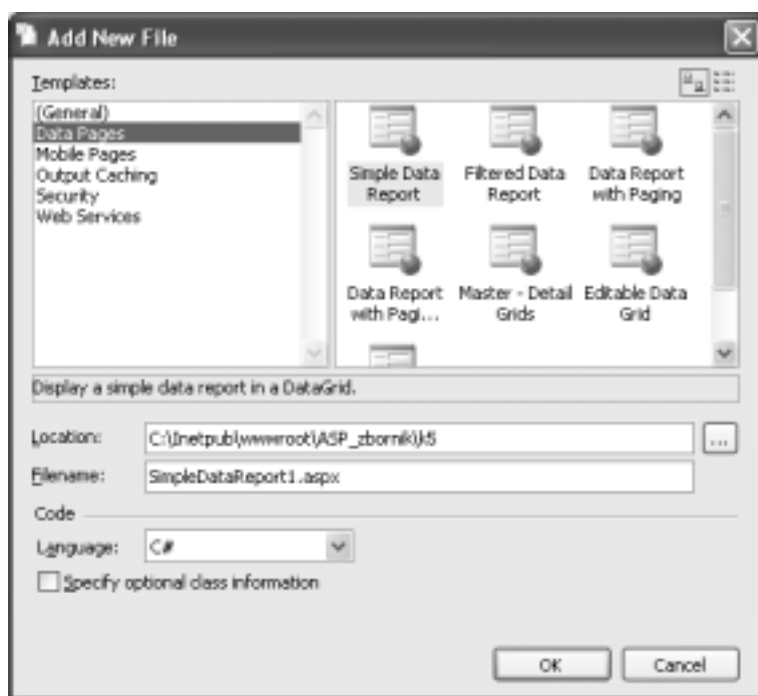 Add New File
Templates:
(General)
Data Pages
Mobile Pages
Output Caching
Security
Web Services
Simple Data
Report
Filtered Data
Report
Data Report
with Paging
Data Report
with Pagi...
Master - Detail
Grids
Editable Data
Grid
Display a simple data report in a DataGrid.
Location:
C:\Inetpub\wwwroot\ASP_zbornik\k5
...
Filename:
SimpleDataReport1.aspx
Code
Language:
C#
Specify optional class information
OK
Cancel